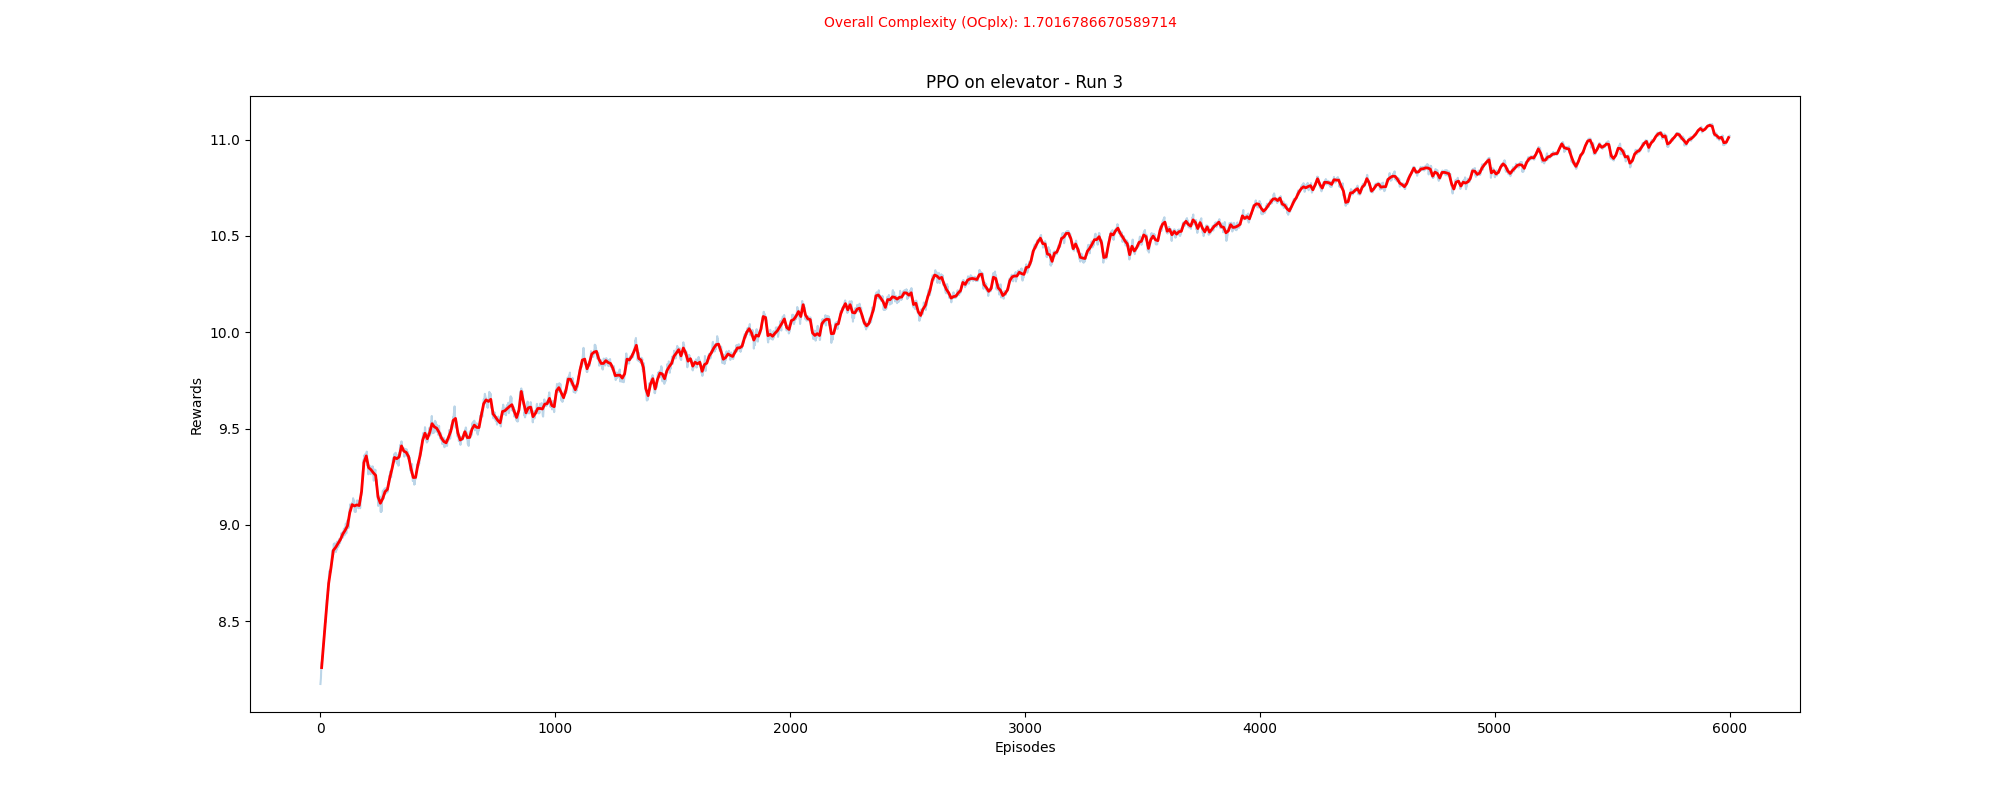 Overall Complexity (OCplx): 1.7016786670589714
PPO on elevator - Run 3
11.0
10.5
10.0
9.5
9.0
8.5
Rewards
0 1000 2000 3000 4000 5000 6000
Episodes